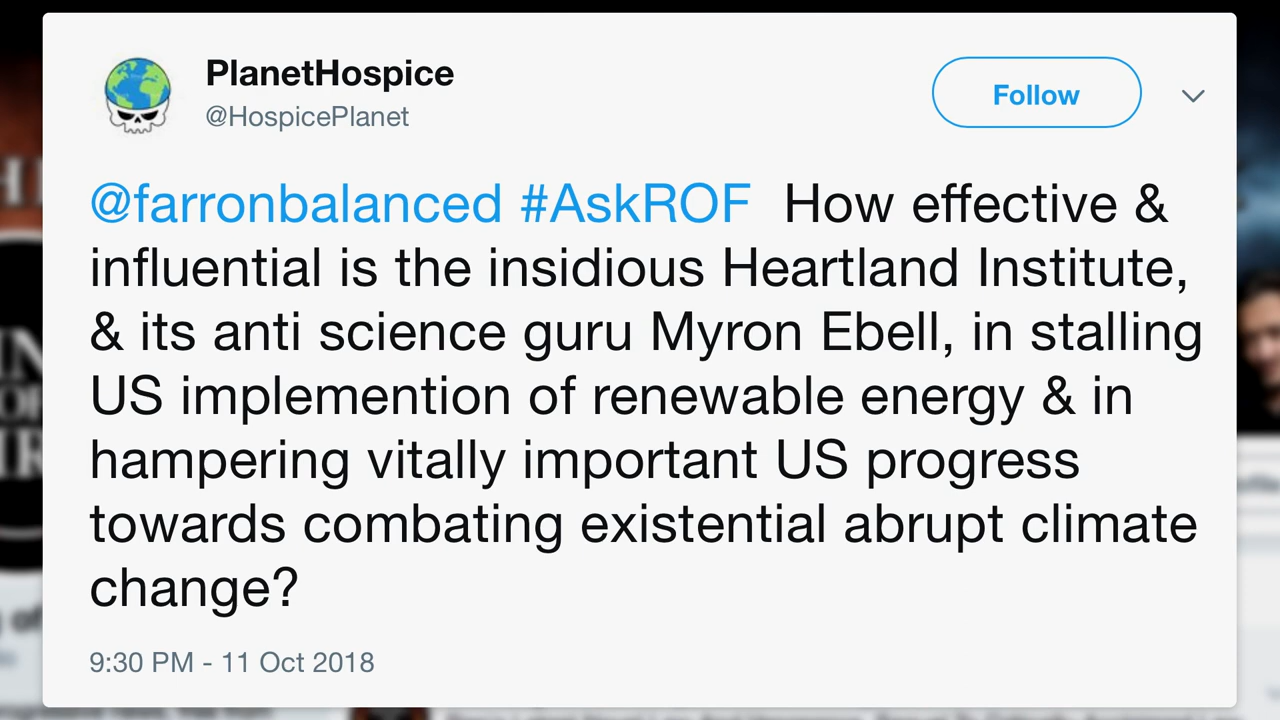 PlanetHospice
@HospicePlanet
Follow
@farronbalanced #AskROF How effective &
influential is the insidious Heartland Institute,
& its anti science guru Myron Ebell, in stalling
US implemention of renewable energy & in
hampering vitally important US progress
towards combating existential abrupt climate
change?
9:30 PM - 11 Oct 2018